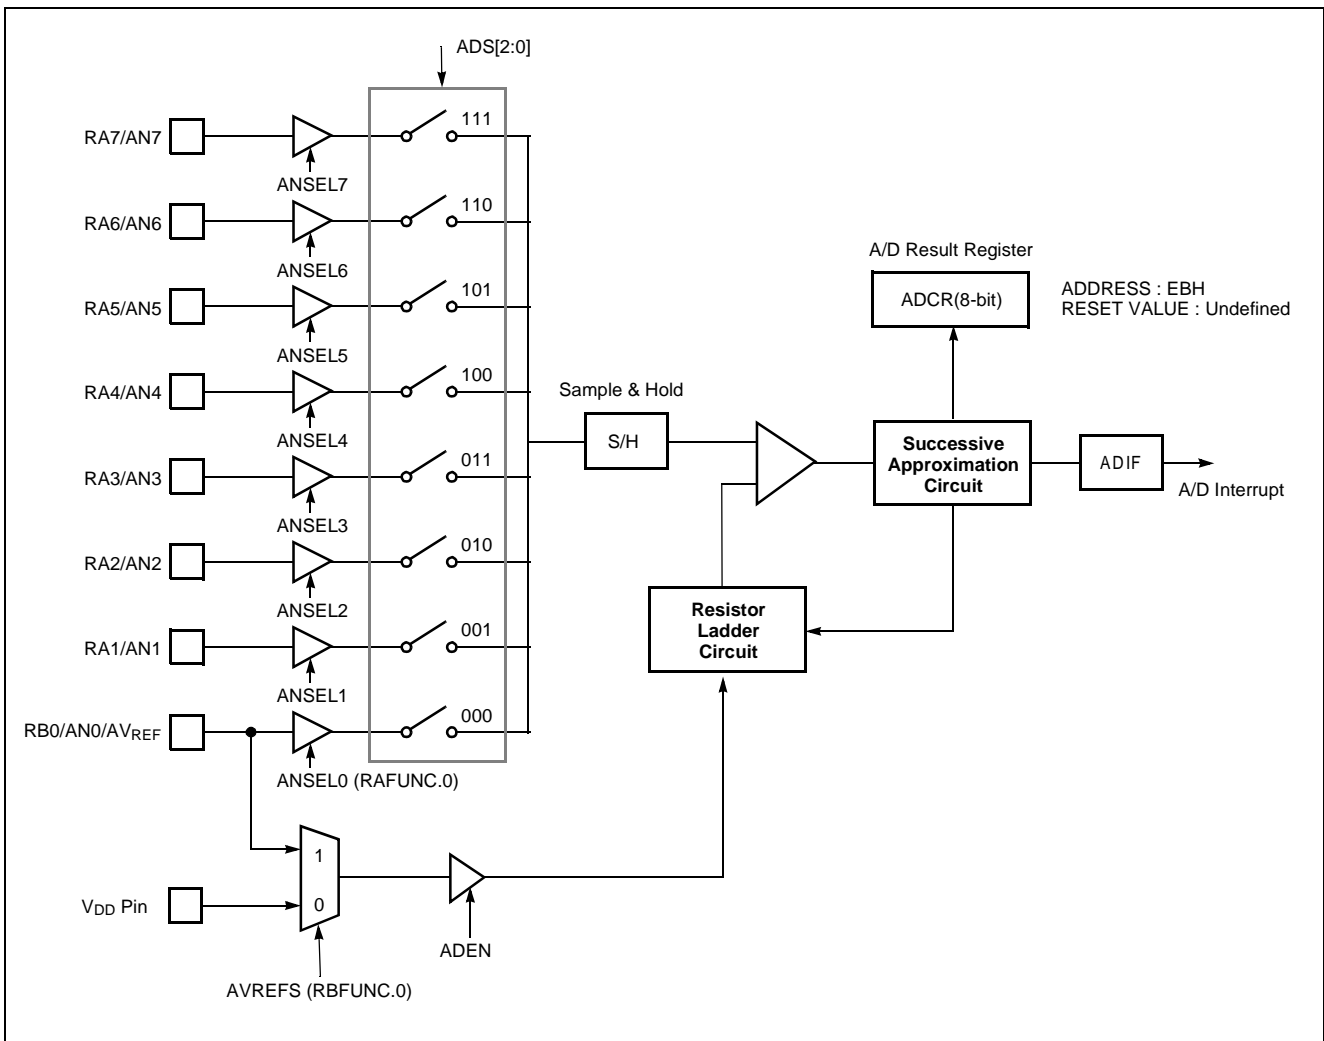 ADS[2:0]
RA7/AN7
111
ANSEL7
RA6/AN6
110
ANSEL6
RA5/AN5
101
ANSEL5
RA4/AN4
100
ANSEL4
RA3/AN3
011
ANSEL3
RA2/AN2
010
ANSEL2
RA1/AN1
001
ANSEL1
RB0/AN0/AVREF
000
ANSEL0 (RAFUNC.0)
1
0
VDD Pin
AVREFS (RBFUNC.0)
ADEN
Sample & Hold
S/H
A/D Result Register
ADCR(8-bit)
ADDRESS : EBH
RESET VALUE : Undefined
Successive
Approximation
Circuit
ADIF
A/D Interrupt
Resistor
Ladder
Circuit